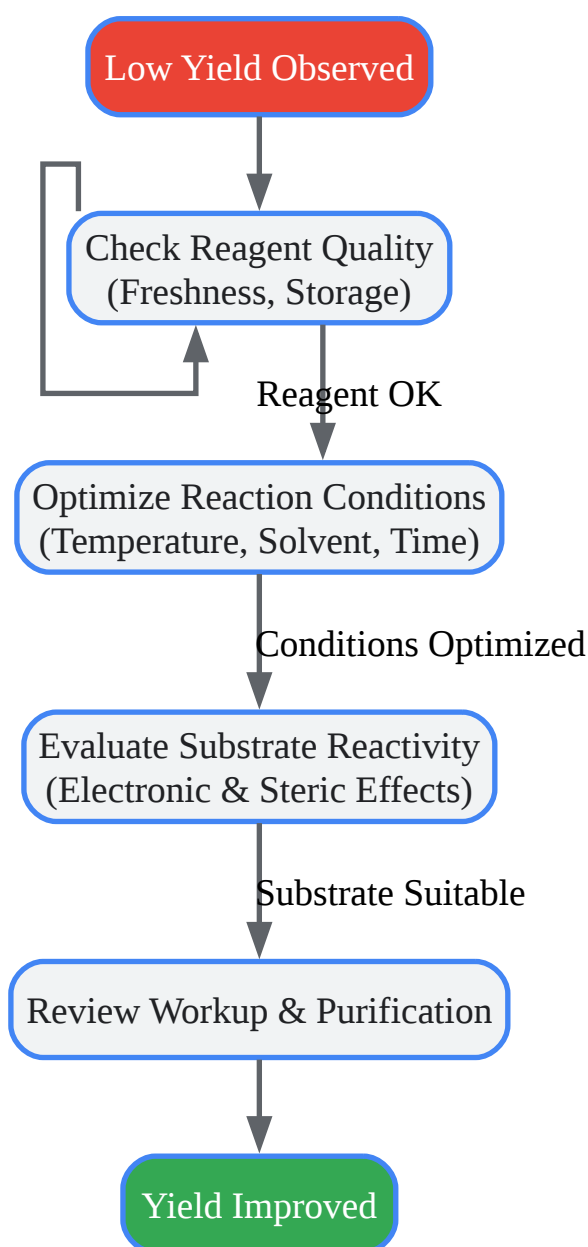 Low Yield Observed
Check Reagent Quality
(Freshness, Storage)
Reagent OK
Optimize Reaction Conditions
(Temperature, Solvent, Time)
Conditions Optimized
Evaluate Substrate Reactivity
(Electronic & Steric Effects)
Substrate Suitable
Review Workup & Purification
Yield Improved